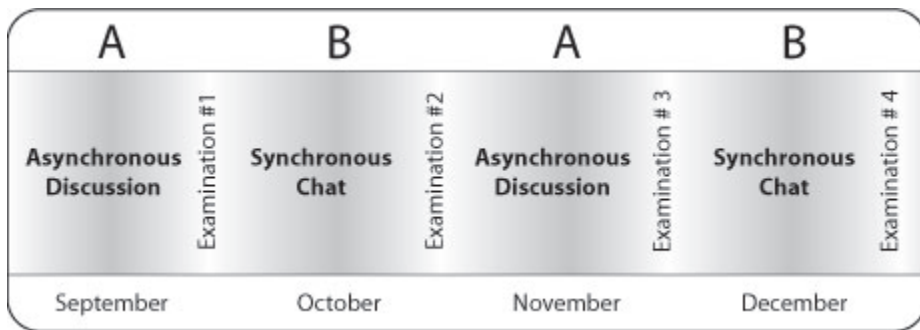 A B A B
Asynchronous
Discussion
Examination #1
Synchronous
Chat
Examination #2
Asynchronous
Discussion
Examination # 3
Synchronous
Chat
Examination # 4
September October November December